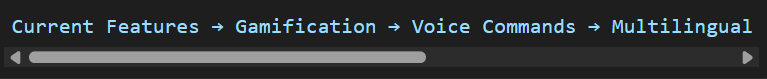 Current Features → Gamification → Voice Commands → Multilingual